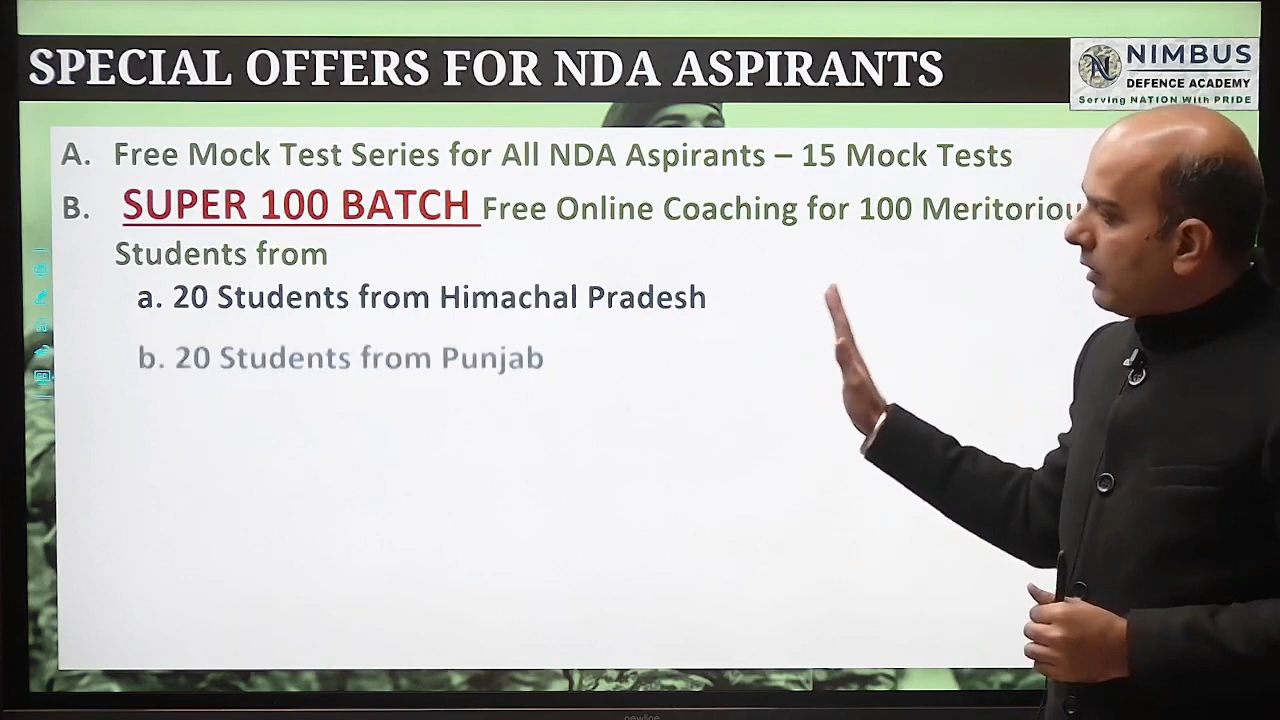 SPECIAL OFFERS FOR NDA ASPIRANTS
NIMBUS
DEFENCE ACADEMY
Serving NATION With PRIDE
A. Free Mock Test Series for All NDA Aspirants – 15 Mock Tests
B. SUPER 100 BATCH Free Online Coaching for 100 Meritoriou
Students from
a. 20 Students from Himachal Pradesh
b. 20 Students from Punjab
newline